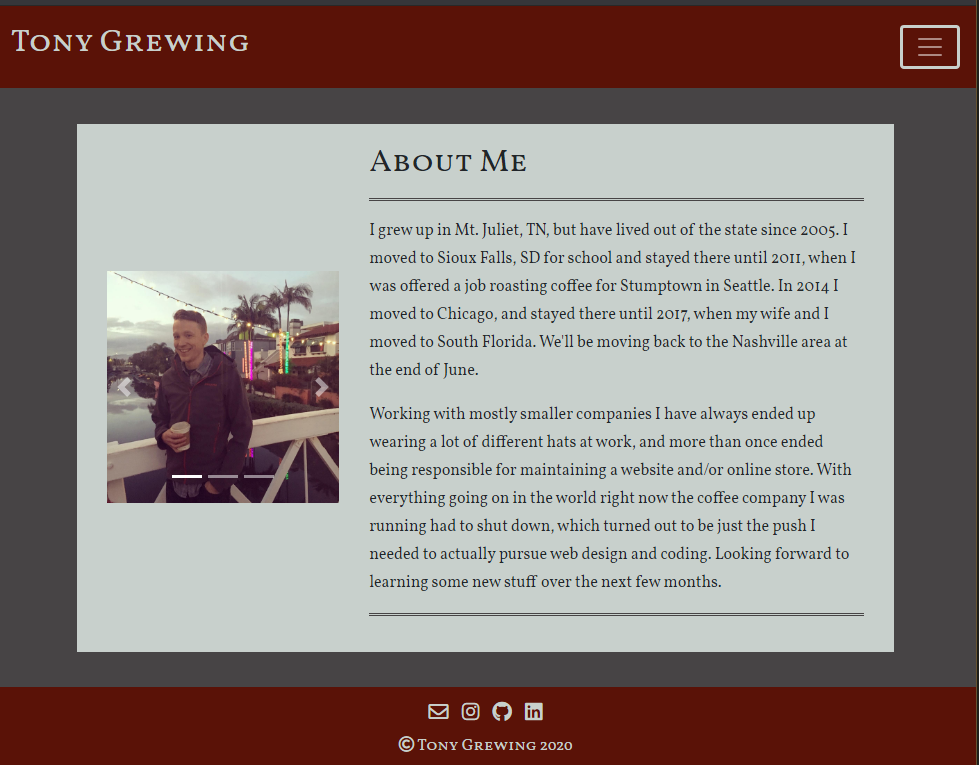 Tony Grewing
About Me
I grew up in Mt. Juliet, TN, but have lived out of the state since 2005. I
moved to Sioux Falls, SD for school and stayed there until 2011, when I
was offered a job roasting coffee for Stumptown in Seattle. In 2014 I
moved to Chicago, and stayed there until 2017, when my wife and I
moved to South Florida. We'll be moving back to the Nashville area at
the end of June.
Working with mostly smaller companies I have always ended up
wearing a lot of different hats at work, and more than once ended
being responsible for maintaining a website and/or online store. With
everything going on in the world right now the coffee company I was
running had to shut down, which turned out to be just the push I
needed to actually pursue web design and coding. Looking forward to
learning some new stuff over the next few months.
in
© Tony Grewing 2020